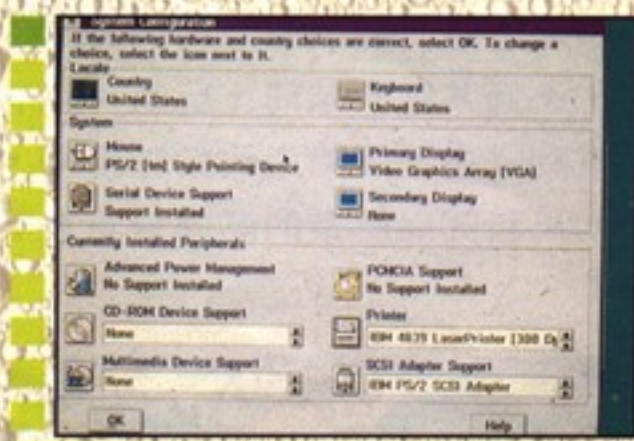 System Configuration
If the following hardware and country choices are correct, select OK. To change a
choice, select the icon next to it.
Locale
Country
United States
Keyboard
United States
System
Mouse
PS/2 (tm) Style Pointing Device
Primary Display
Video Graphics Array (VGA)
Serial Device Support
Support Installed
Secondary Display
None
Currently Installed Peripherals
Advanced Power Management
No Support Installed
PCMCIA Support
No Support Installed
CD-ROM Device Support
None
Printer
IBM 4039 LaserPrinter (300 D
Multimedia Device Support
None
SCSI Adapter Support
IBM PS/2 SCSI Adapter
OK
Help